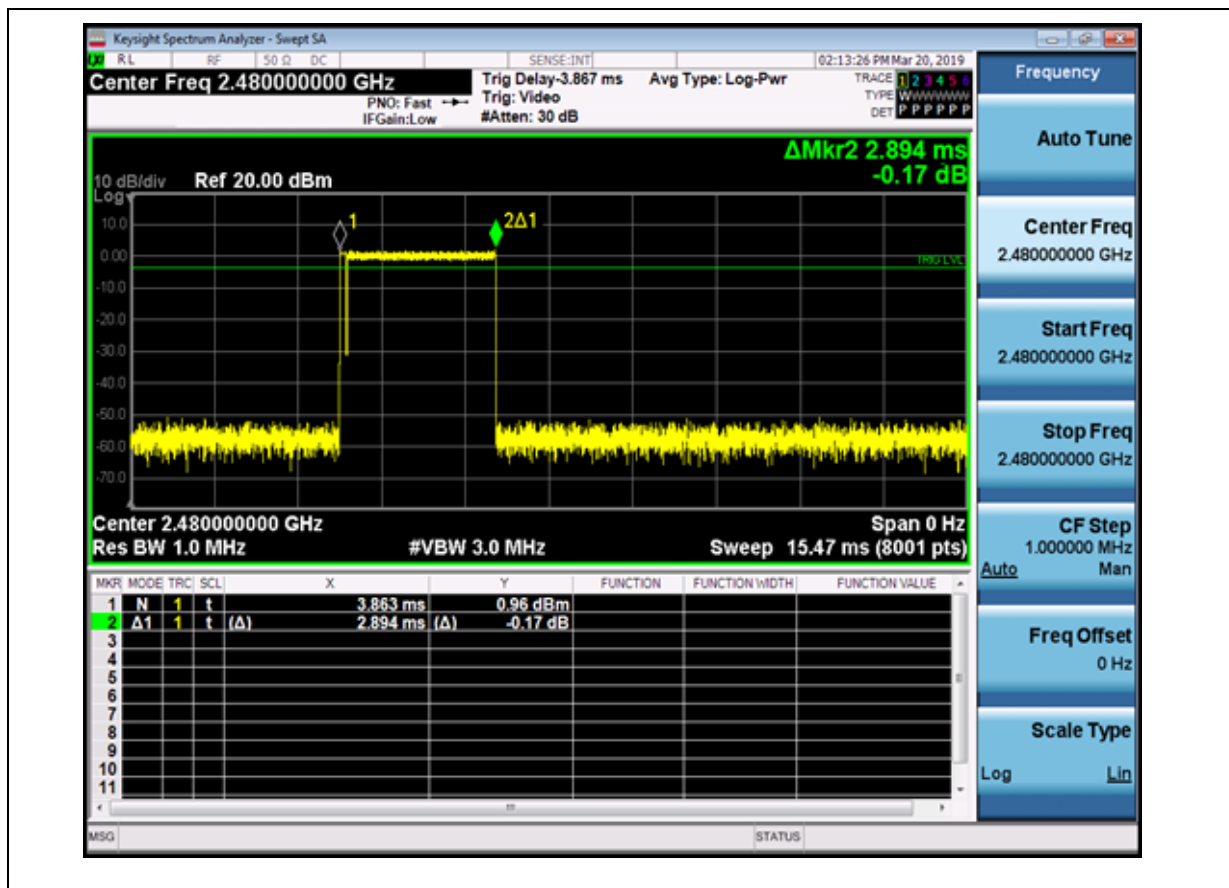 Keysight Spectrum Analyzer - Swept SA
LXI RL RF 50 Ω DC SENSE:INT 02:13:26 PM Mar 20, 2019
Center Freq 2.480000000 GHz
PNO: Fast
IFGain:Low
Trig Delay-3.867 ms
Trig: Video
#Atten: 30 dB
Avg Type: Log-Pwr
TRACE 1 2 3 4 5 6
TYPE WWWWWW
DET P P P P P P
ΔMkr2 2.894 ms
-0.17 dB
10 dB/div Ref 20.00 dBm
Log
10.0
0.00
-10.0
-20.0
-30.0
-40.0
-50.0
-60.0
-70.0
1
2Δ1
TRIG LVL
Center 2.480000000 GHz Span 0 Hz
Res BW 1.0 MHz #VBW 3.0 MHz Sweep 15.47 ms (8001 pts)
MKR MODE TRC SCL X Y FUNCTION FUNCTION WIDTH FUNCTION VALUE
1 N 1 t 3.863 ms 0.96 dBm
2 Δ1 1 t (Δ) 2.894 ms (Δ) -0.17 dB
3
4
5
6
7
8
9
10
11
MSG STATUS
Frequency
Auto Tune
Center Freq
2.480000000 GHz
Start Freq
2.480000000 GHz
Stop Freq
2.480000000 GHz
CF Step
1.000000 MHz
Auto Man
Freq Offset
0 Hz
Scale Type
Log Lin